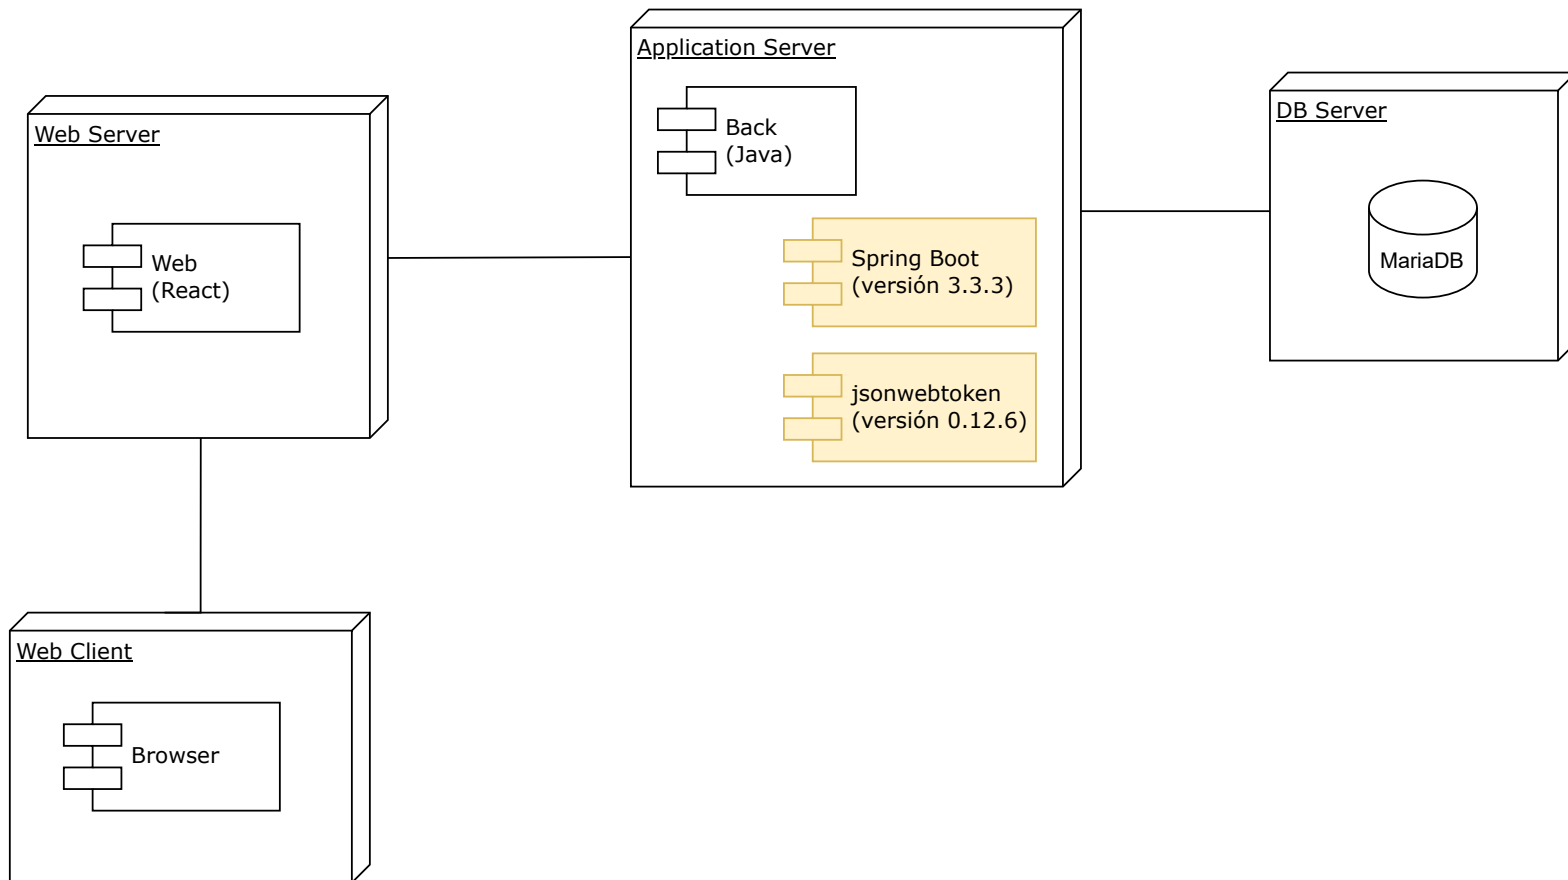 Application Server
Back
(Java)
Spring Boot
(versión 3.3.3)
jsonwebtoken
(versión 0.12.6)
DB Server
MariaDB
Web Server
Web
(React)
Web Client
Browser